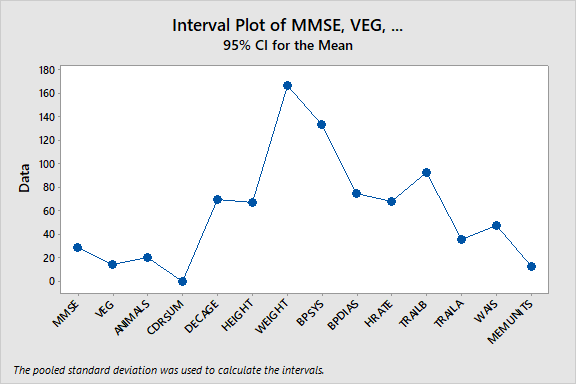 Interval Plot of MMSE, VEG, ...
95% CI for the Mean
Data
180
160
140
120
100
80
60
40
20
0
MMSE
VEG
ANIMALS
CDRSUM
DECAGE
HEIGHT
WEIGHT
BPSYS
BPDIAS
HRATE
TRAILB
TRAILA
WAIS
MEMUNITS
The pooled standard deviation was used to calculate the intervals.